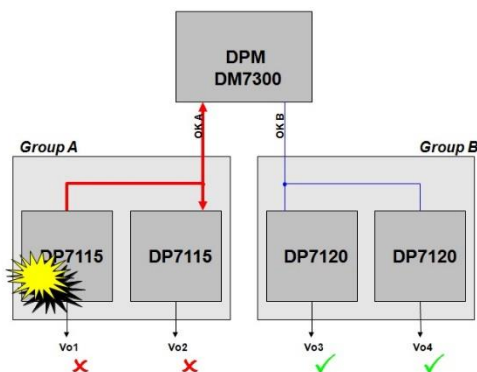 DPM
DM7300
OK A
OK B
Group A
Group B
DP7115
DP7115
DP7120
DP7120
Vo1
Vo2
Vo3
Vo4